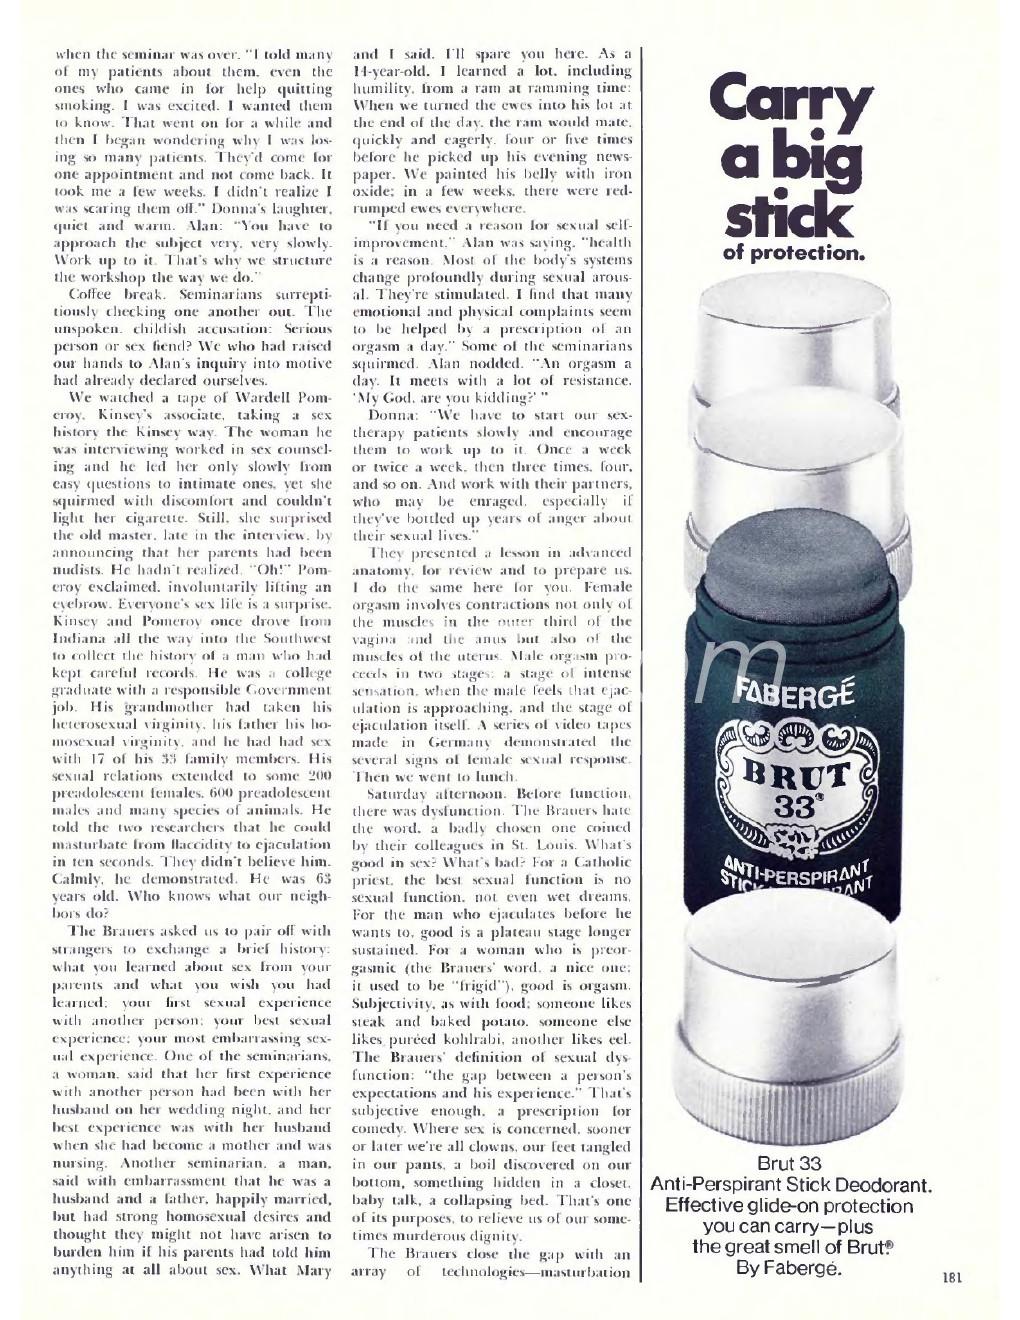 when the seminar was over. "I told many
of my patients about them, even the
ones who came in for help quitting
smoking. I was excited. I wanted them
to know. That went on for a while and
then I began wondering why I was los-
ing so many patients. They'd come for
one appointment and not come back. It
took me a few weeks. I didn't realize I
was scaring them off." Donna's laughter,
quiet and warm. Alan: "You have to
approach the subject very, very slowly.
Work up to it. That's why we structure
the workshop the way we do."
Coffee break. Seminarians surrepti-
tiously checking one another out. The
unspoken, childish accusation: Serious
person or sex fiend? We who had raised
our hands to Alan's inquiry into motive
had already declared ourselves.
We watched a tape of Wardell Pom-
eroy, Kinsey's associate, taking a sex
history the Kinsey way. The woman he
was interviewing worked in sex counsel-
ing and he led her only slowly from
easy questions to intimate ones, yet she
squirmed with discomfort and couldn't
light her cigarette. Still, she surprised
the old master, late in the interview, by
announcing that her parents had been
nudists. He hadn't realized. "Oh!" Pom-
eroy exclaimed, involuntarily lifting an
eyebrow. Everyone's sex life is a surprise.
Kinsey and Pomeroy once drove from
Indiana all the way into the Southwest
to collect the history of a man who had
kept careful records. He was a college
graduate with a responsible Government
job. His grandmother had taken his
heterosexual virginity, his father his ho-
mosexual virginity, and he had had sex
with 17 of his 33 family members. His
sexual relations extended to some 200
preadolescent females, 600 preadolescent
males and many species of animals. He
told the two researchers that he could
masturbate from flaccidity to ejaculation
in ten seconds. They didn't believe him.
Calmly, he demonstrated. He was 63
years old. Who knows what our neigh-
bors do?
The Brauers asked us to pair off with
strangers to exchange a brief history:
what you learned about sex from your
parents and what you wish you had
learned; your first sexual experience
with another person; your best sexual
experience; your most embarrassing sex-
ual experience. One of the seminarians,
a woman, said that her first experience
with another person had been with her
husband on her wedding night, and her
best experience was with her husband
when she had become a mother and was
nursing. Another seminarian, a man,
said with embarrassment that he was a
husband and a father, happily married,
but had strong homosexual desires and
thought they might not have arisen to
burden him if his parents had told him
anything at all about sex. What Mary
and I said, I'll spare you here. As a
14-year-old, I learned a lot, including
humility, from a ram at ramming time:
When we turned the ewes into his lot at
the end of the day, the ram would mate,
quickly and eagerly, four or five times
before he picked up his evening news-
paper. We painted his belly with iron
oxide; in a few weeks, there were red-
rumped ewes everywhere.
"If you need a reason for sexual self-
improvement," Alan was saying, "health
is a reason. Most of the body's systems
change profoundly during sexual arous-
al. They're stimulated. I find that many
emotional and physical complaints seem
to be helped by a prescription of an
orgasm a day." Some of the seminarians
squirmed. Alan nodded. "An orgasm a
day. It meets with a lot of resistance.
'My God, are you kidding?' "
Donna: "We have to start our sex-
therapy patients slowly and encourage
them to work up to it. Once a week
or twice a week, then three times, four,
and so on. And work with their partners,
who may be enraged, especially if
they've bottled up years of anger about
their sexual lives."
They presented a lesson in advanced
anatomy, for review and to prepare us.
I do the same here for you. Female
orgasm involves contractions not only of
the muscles in the outer third of the
vagina and the anus but also of the
muscles of the uterus. Male orgasm pro-
ceeds in two stages: a stage of intense
sensation, when the male feels that ejac-
ulation is approaching, and the stage of
ejaculation itself. A series of video tapes
made in Germany demonstrated the
several signs of female sexual response.
Then we went to lunch.
Saturday afternoon. Before function,
there was dysfunction. The Brauers hate
the word, a badly chosen one coined
by their colleagues in St. Louis. What's
good in sex? What's bad? For a Catholic
priest, the best sexual function is no
sexual function, not even wet dreams.
For the man who ejaculates before he
wants to, good is a plateau stage longer
sustained. For a woman who is preor-
gasmic (the Brauers' word, a nice one;
it used to be "frigid"), good is orgasm.
Subjectivity, as with food: someone likes
steak and baked potato, someone else
likes puréed kohlrabi, another likes eel.
The Brauers' definition of sexual dys-
function: "the gap between a person's
expectations and his experience." That's
subjective enough, a prescription for
comedy. Where sex is concerned, sooner
or later we're all clowns, our feet tangled
in our pants, a boil discovered on our
bottom, something hidden in a closet,
baby talk, a collapsing bed. That's one
of its purposes, to relieve us of our some-
times murderous dignity.
The Brauers close the gap with an
array of technologies—masturbation
Carry
a big
stick
of protection.
om
FABERGÉ
BRUT
33®
ANTI-PERSPIRANT
Brut 33
Anti-Perspirant Stick Deodorant.
Effective glide-on protection
you can carry—plus
the great smell of Brut.®
By Fabergé.
181